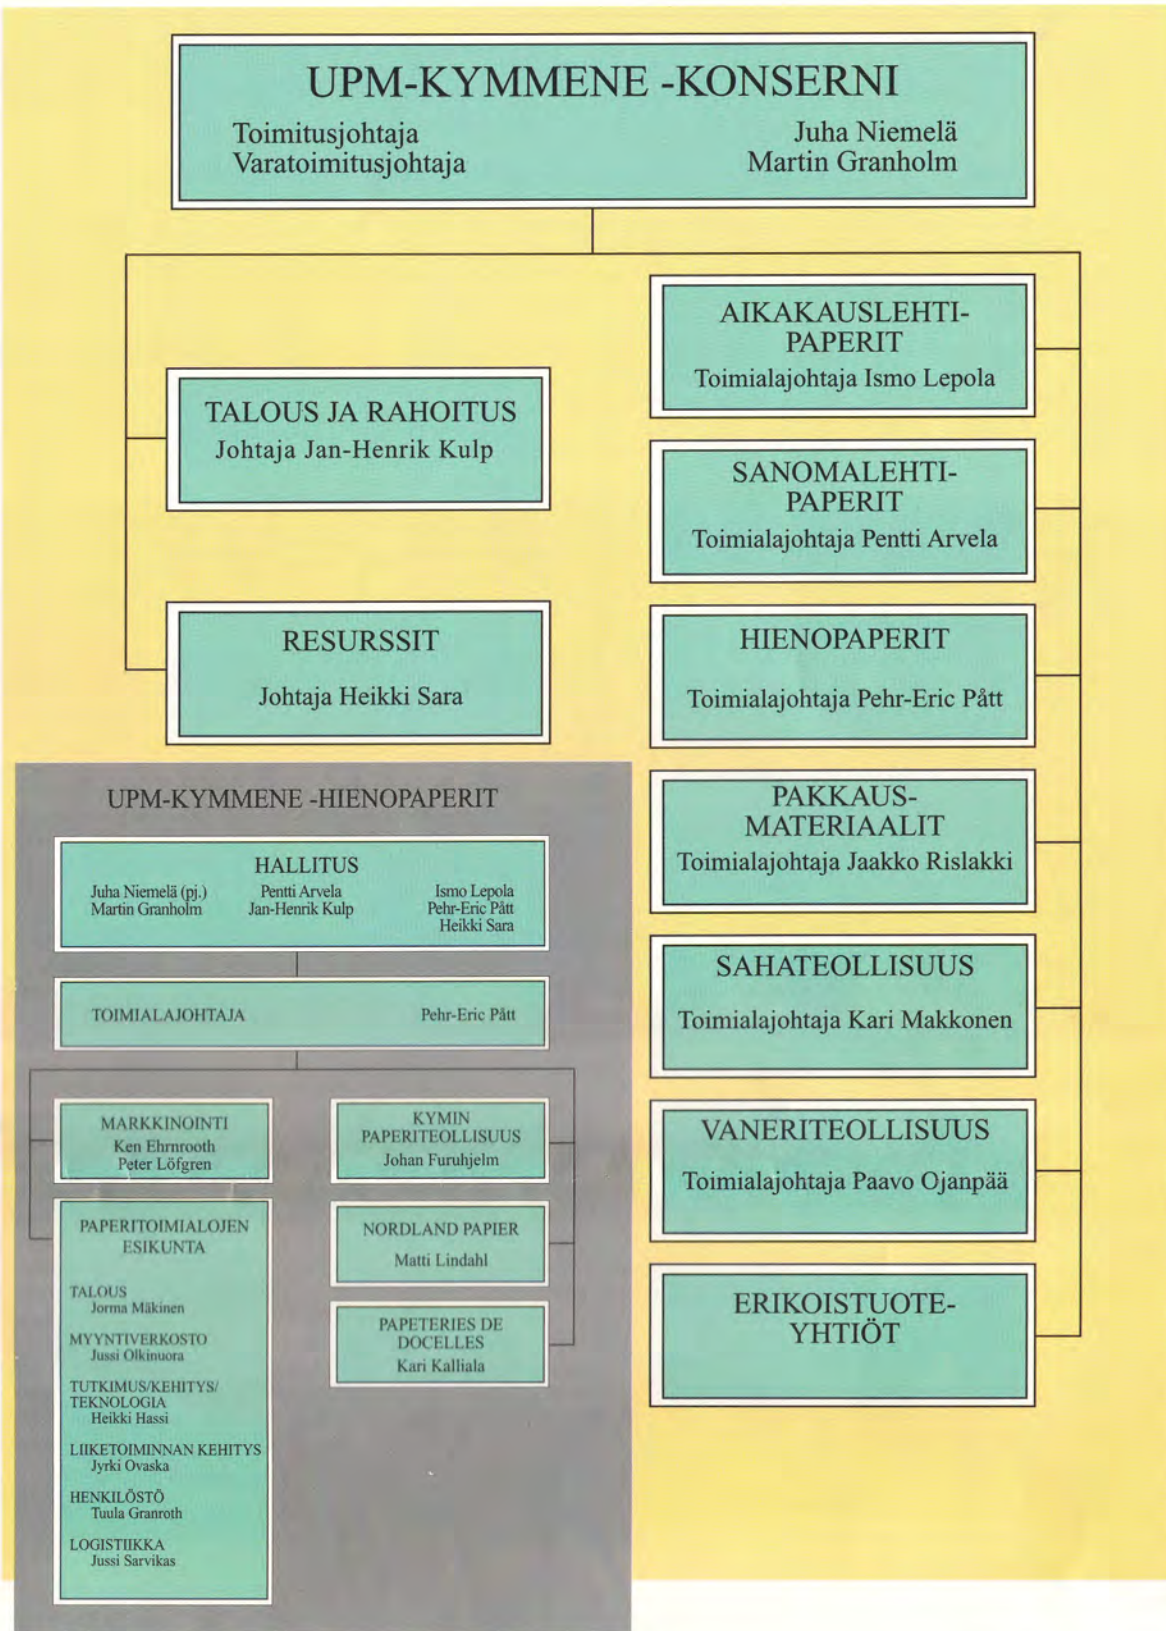 UPM-KYMMENE -KONSERNI
Toimitusjohtaja Juha Niemelä
Varatoimitusjohtaja Martin Granholm
TALOUS JA RAHOITUS
Johtaja Jan-Henrik Kulp
RESURSSIT
Johtaja Heikki Sara
AIKAKAUSLEHTI-
PAPERIT
Toimialajohtaja Ismo Lepola
SANOMALEHTI-
PAPERIT
Toimialajohtaja Pentti Arvela
HIENOPAPERIT
Toimialajohtaja Pehr-Eric Pått
PAKKAUS-
MATERIAALIT
Toimialajohtaja Jaakko Rislakki
SAHATEOLLISUUS
Toimialajohtaja Kari Makkonen
VANERITEOLLISUUS
Toimialajohtaja Paavo Ojanpää
ERIKOISTUOTE-
YHTIÖT
UPM-KYMMENE -HIENOPAPERIT
HALLITUS
Juha Niemelä (pj.) Pentti Arvela Ismo Lepola
Martin Granholm Jan-Henrik Kulp Pehr-Eric Pått
Heikki Sara
TOIMIALAJOHTAJA Pehr-Eric Pått
MARKKINOINTI
Ken Ehrnrooth
Peter Löfgren
PAPERITOIMIALOJEN
ESIKUNTA
TALOUS
Jorma Mäkinen
MYYNTIVERKOSTO
Jussi Olkinuora
TUTKIMUS/KEHITYS/
TEKNOLOGIA
Heikki Hassi
LIIKETOIMINNAN KEHITYS
Jyrki Ovaska
HENKILÖSTÖ
Tuula Granroth
LOGISTIIKKA
Jussi Sarvikas
KYMIN
PAPERITEOLLISUUS
Johan Furuhjelm
NORDLAND PAPIER
Matti Lindahl
PAPETERIES DE
DOCELLES
Kari Kalliala